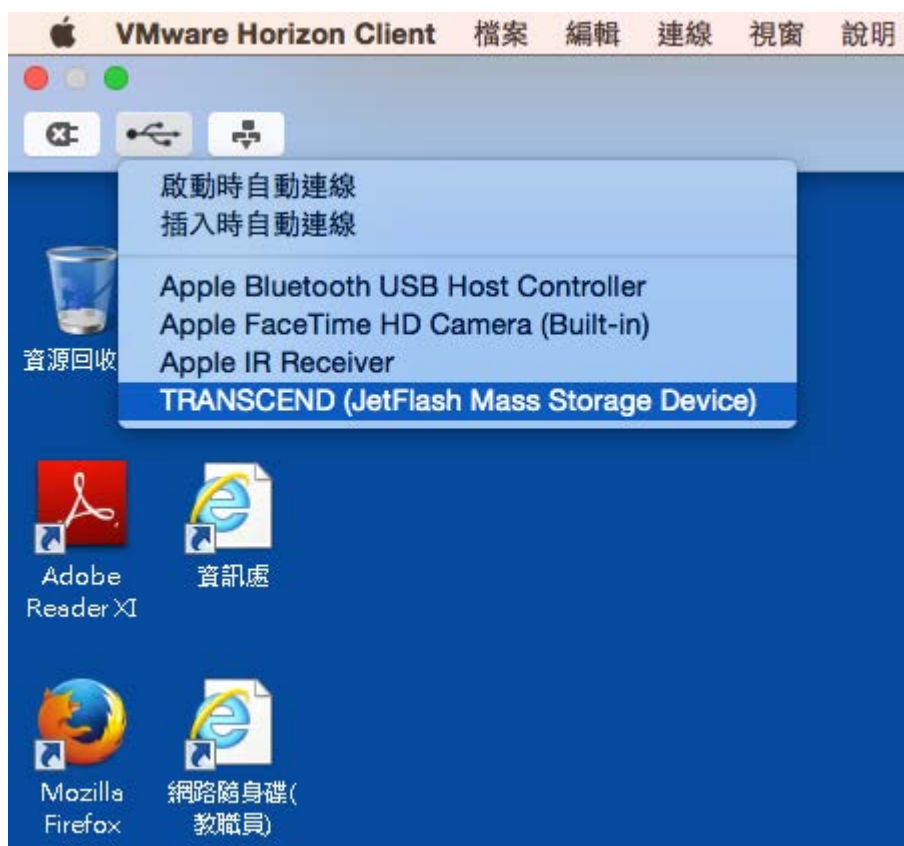 VMware Horizon Client 檔案 編輯 連線 視窗 說明
啟動時自動連線
插入時自動連線
Apple Bluetooth USB Host Controller
Apple FaceTime HD Camera (Built-in)
Apple IR Receiver
TRANSCEND (JetFlash Mass Storage Device)
資源回收
Adobe
Reader XI
資訊處
Mozilla
Firefox
網路隨身碟(
教職員)